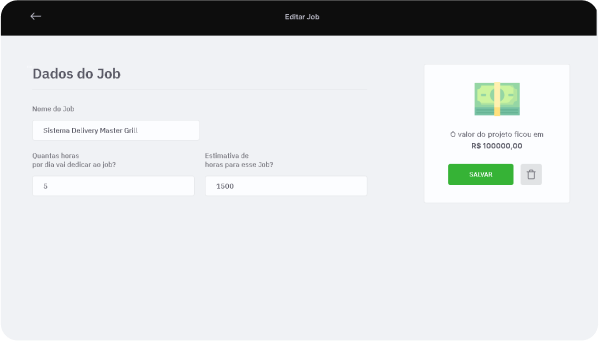 Editar Job
Dados do Job
Nome do Job
Sistema Delivery Master Grill
Quantas horas
por dia vai dedicar ao job?
Estimativa de
horas para esse Job?
5
1500
O valor do projeto ficou em
R$ 100000,00
SALVAR